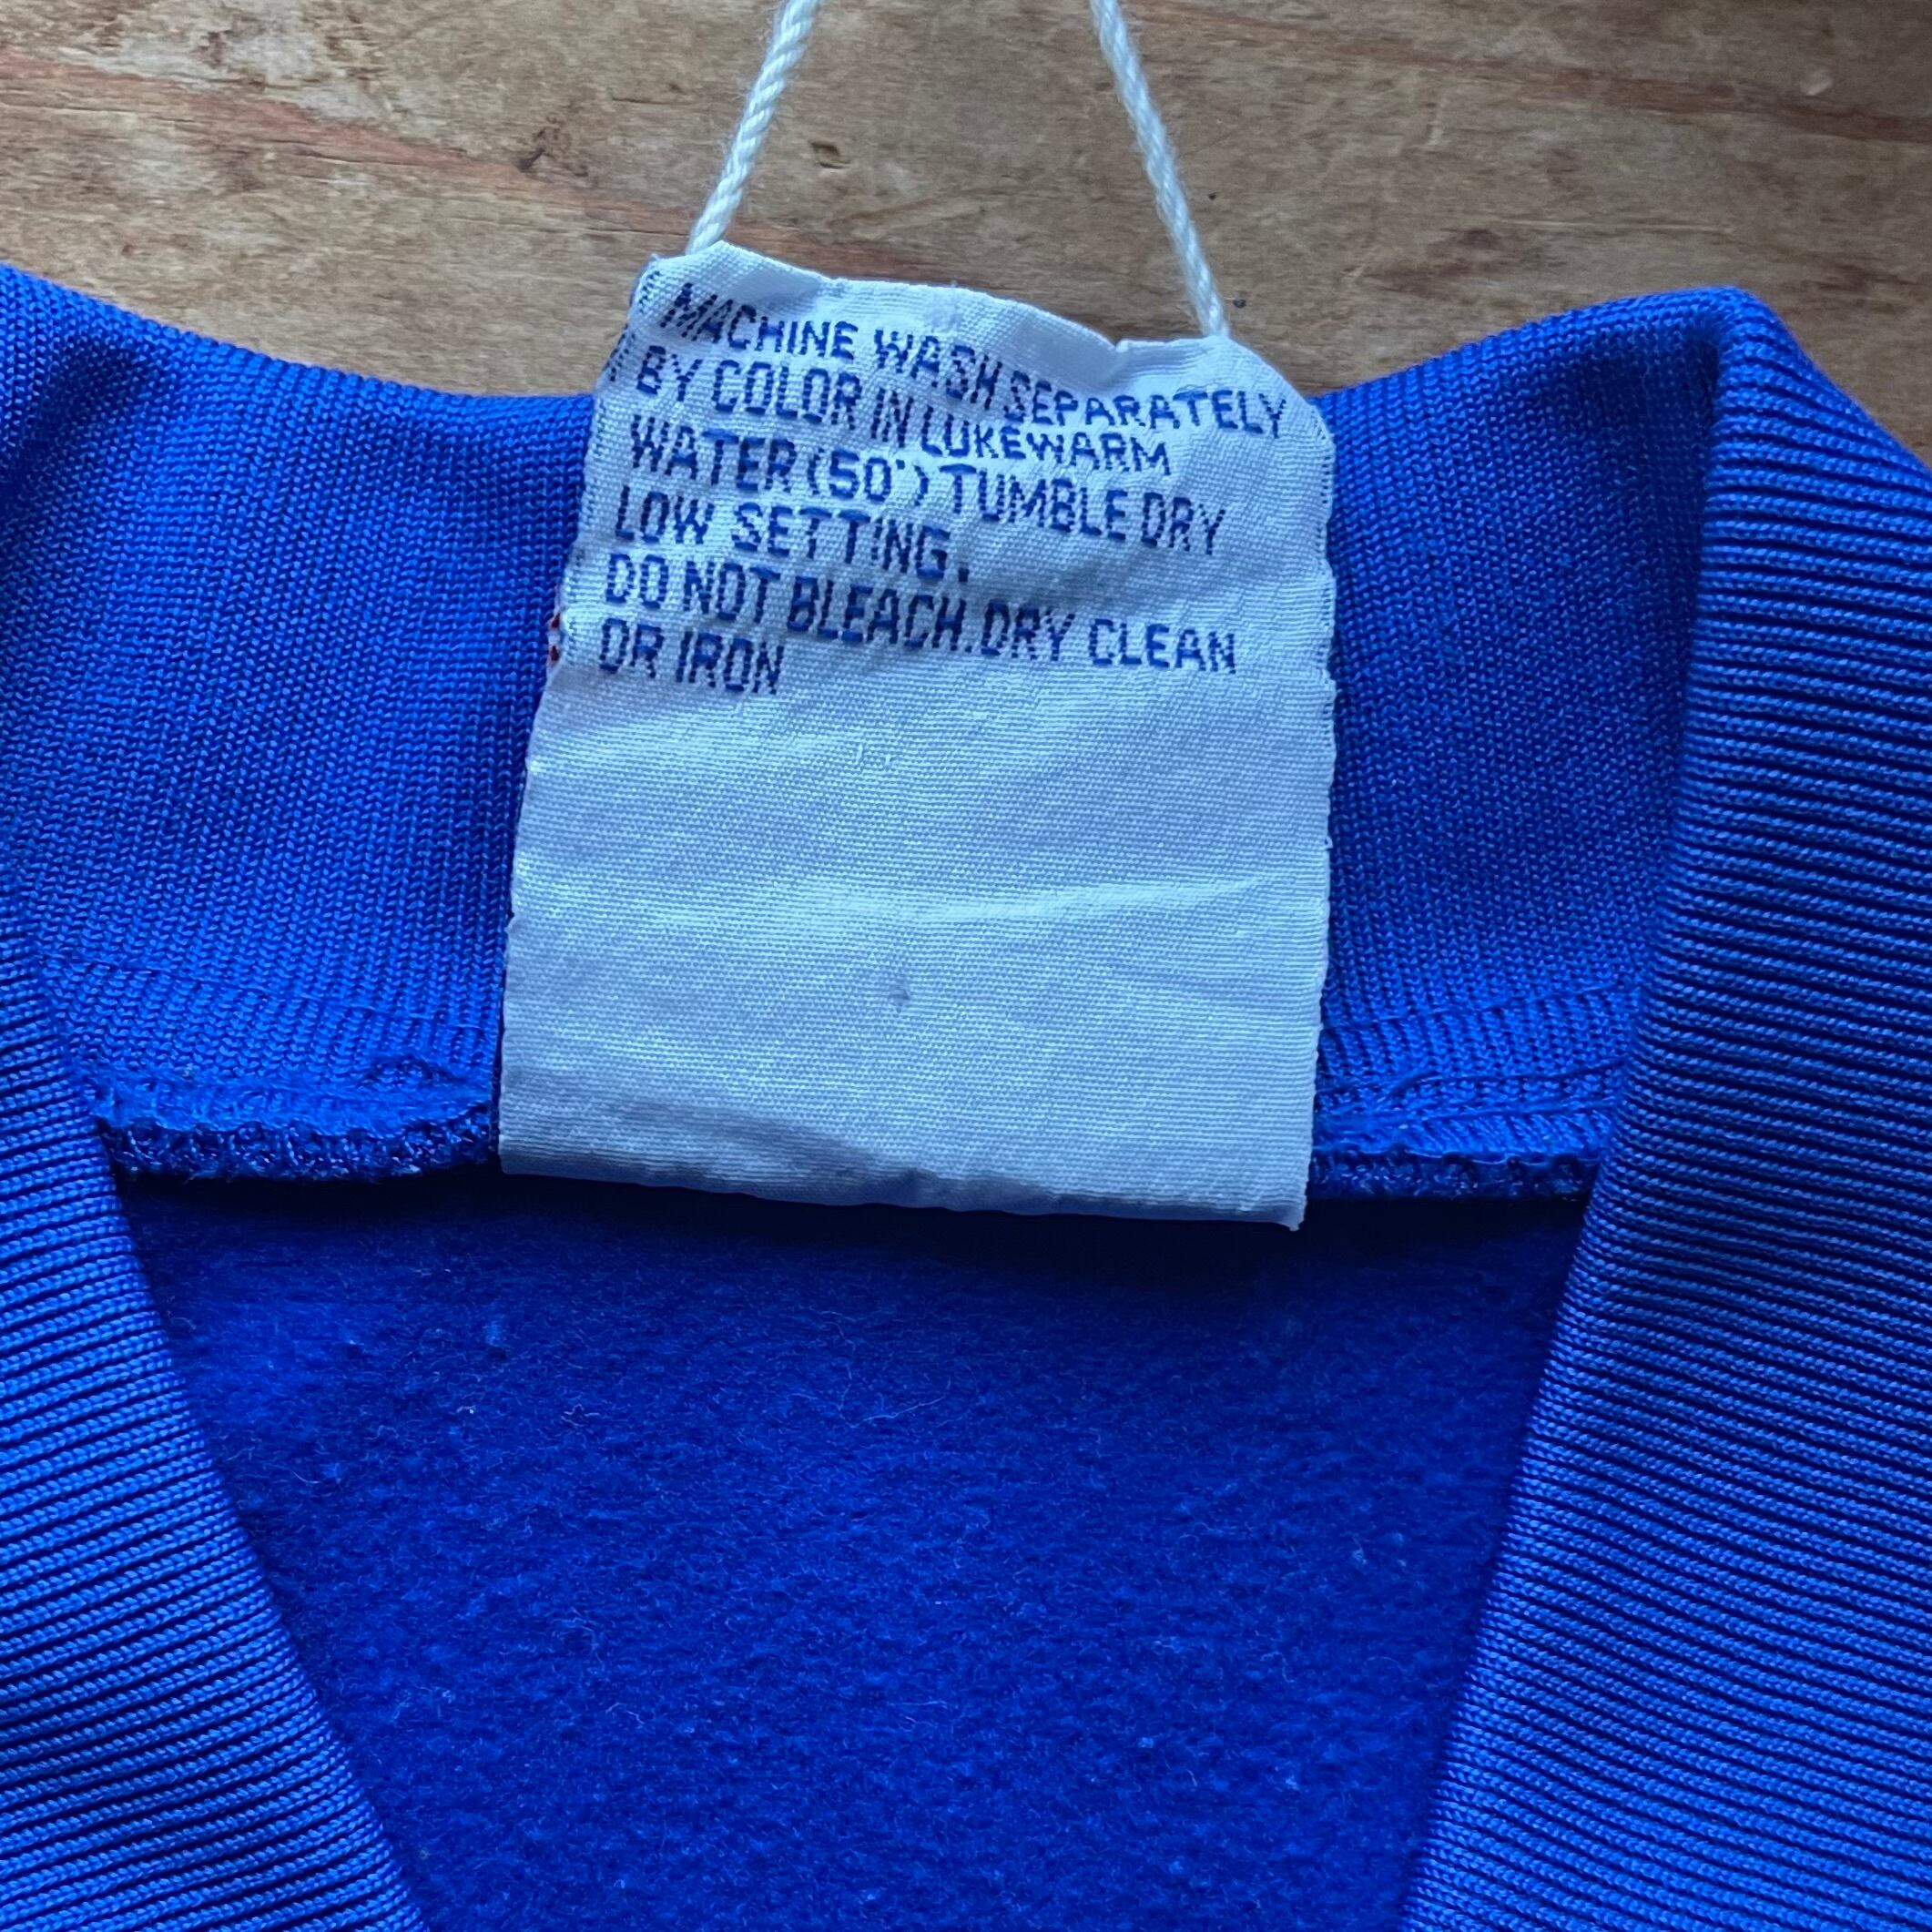 MACHINE WASH SEPARATELY
BY COLOR IN LUKEWARM
WATER (50°) TUMBLE DRY
LOW SETTING.
DO NOT BLEACH.DRY CLEAN
OR IRON